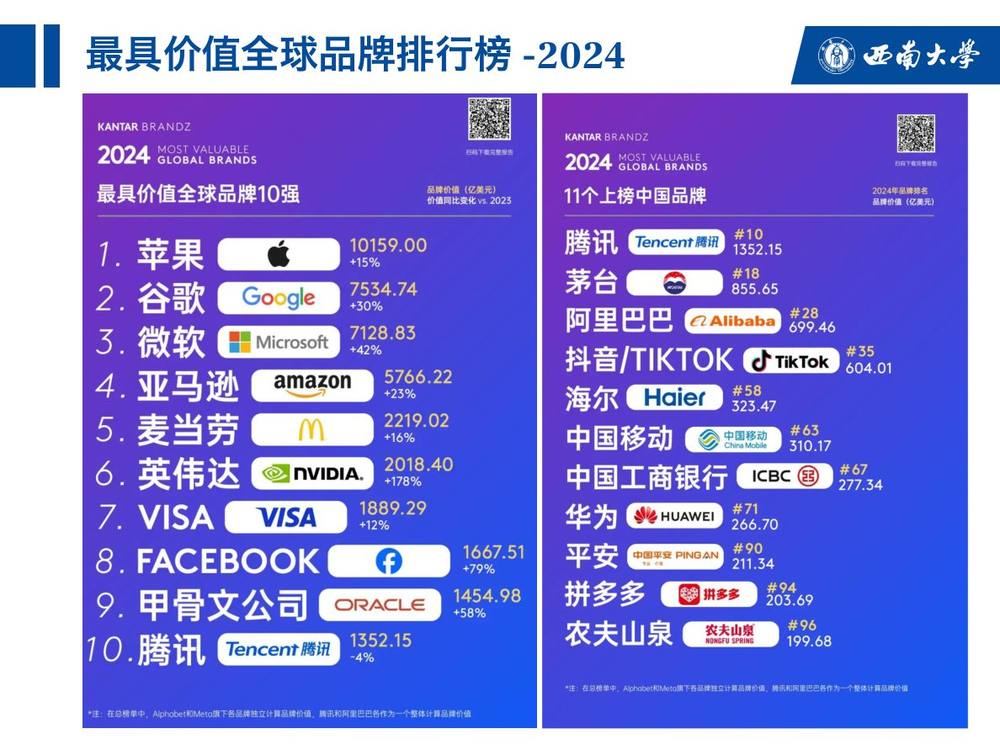 最具价值全球品牌排行榜 -2024
西南大学
KANTAR BRANDZ
2024 MOST VALUABLE GLOBAL BRANDS
扫码下载完整报告
最具价值全球品牌10强
品牌价值（亿美元）
价值同比变化 vs. 2023
1. 苹果 10159.00
+15%
2. 谷歌 Google 7534.74
+30%
3. 微软 Microsoft 7128.83
+42%
4. 亚马逊 amazon 5766.22
+23%
5. 麦当劳 2219.02
+16%
6. 英伟达 NVIDIA. 2018.40
+178%
7. VISA VISA 1889.29
+12%
8. FACEBOOK 1667.51
+79%
9. 甲骨文公司 ORACLE 1454.98
+58%
10. 腾讯 Tencent 腾讯 1352.15
-4%
*注：在总榜单中，Alphabet和Meta旗下各品牌独立计算品牌价值，腾讯和阿里巴巴各作为一个整体计算品牌价值
KANTAR BRANDZ
2024 MOST VALUABLE GLOBAL BRANDS
扫码下载完整报告
11个上榜中国品牌
2024年品牌排名
品牌价值（亿美元）
腾讯 Tencent 腾讯 #10
1352.15
茅台 #18
855.65
阿里巴巴 Alibaba #28
699.46
抖音/TIKTOK TikTok #35
604.01
海尔 Haier #58
323.47
中国移动 中国移动 China Mobile #63
310.17
中国工商银行 ICBC #67
277.34
华为 HUAWEI #71
266.70
平安 中国平安 PING AN #90
211.34
拼多多 拼多多 #94
203.69
农夫山泉 农夫山泉 NONGFU SPRING #96
199.68
*注：在总榜单中，Alphabet和Meta旗下各品牌独立计算品牌价值，腾讯和阿里巴巴各作为一个整体计算品牌价值